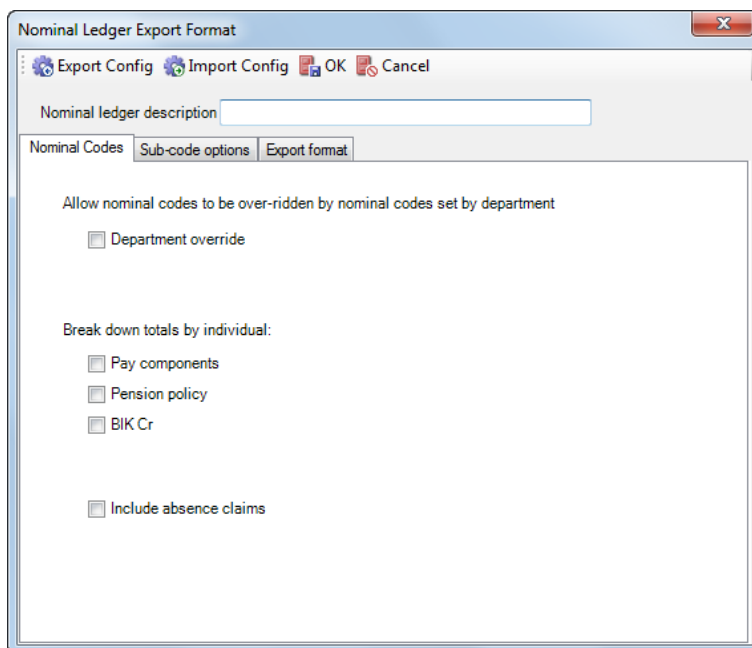 Nominal Ledger Export Format
Export Config Import Config OK Cancel
Nominal ledger description
Nominal Codes Sub-code options Export format
Allow nominal codes to be over-ridden by nominal codes set by department
Department override
Break down totals by individual:
Pay components
Pension policy
BIK Cr
Include absence claims